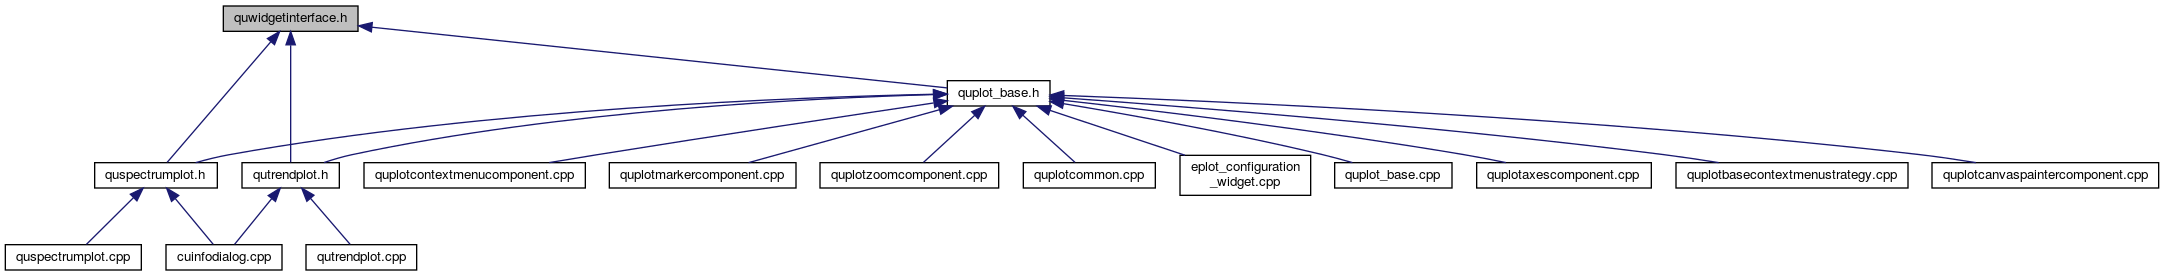 quwidgetinterface.h
quplot_base.h
quspectrumplot.h
qutrendplot.h
quplotcontextmenucomponent.cpp
quplotmarkercomponent.cpp
quplotzoomcomponent.cpp
quplotcommon.cpp
eplot_configuration
_widget.cpp
quplot_base.cpp
quplotaxescomponent.cpp
quplotbasecontextmenustrategy.cpp
quplotcanvaspaintercomponent.cpp
quspectrumplot.cpp
cuinfodialog.cpp
qutrendplot.cpp